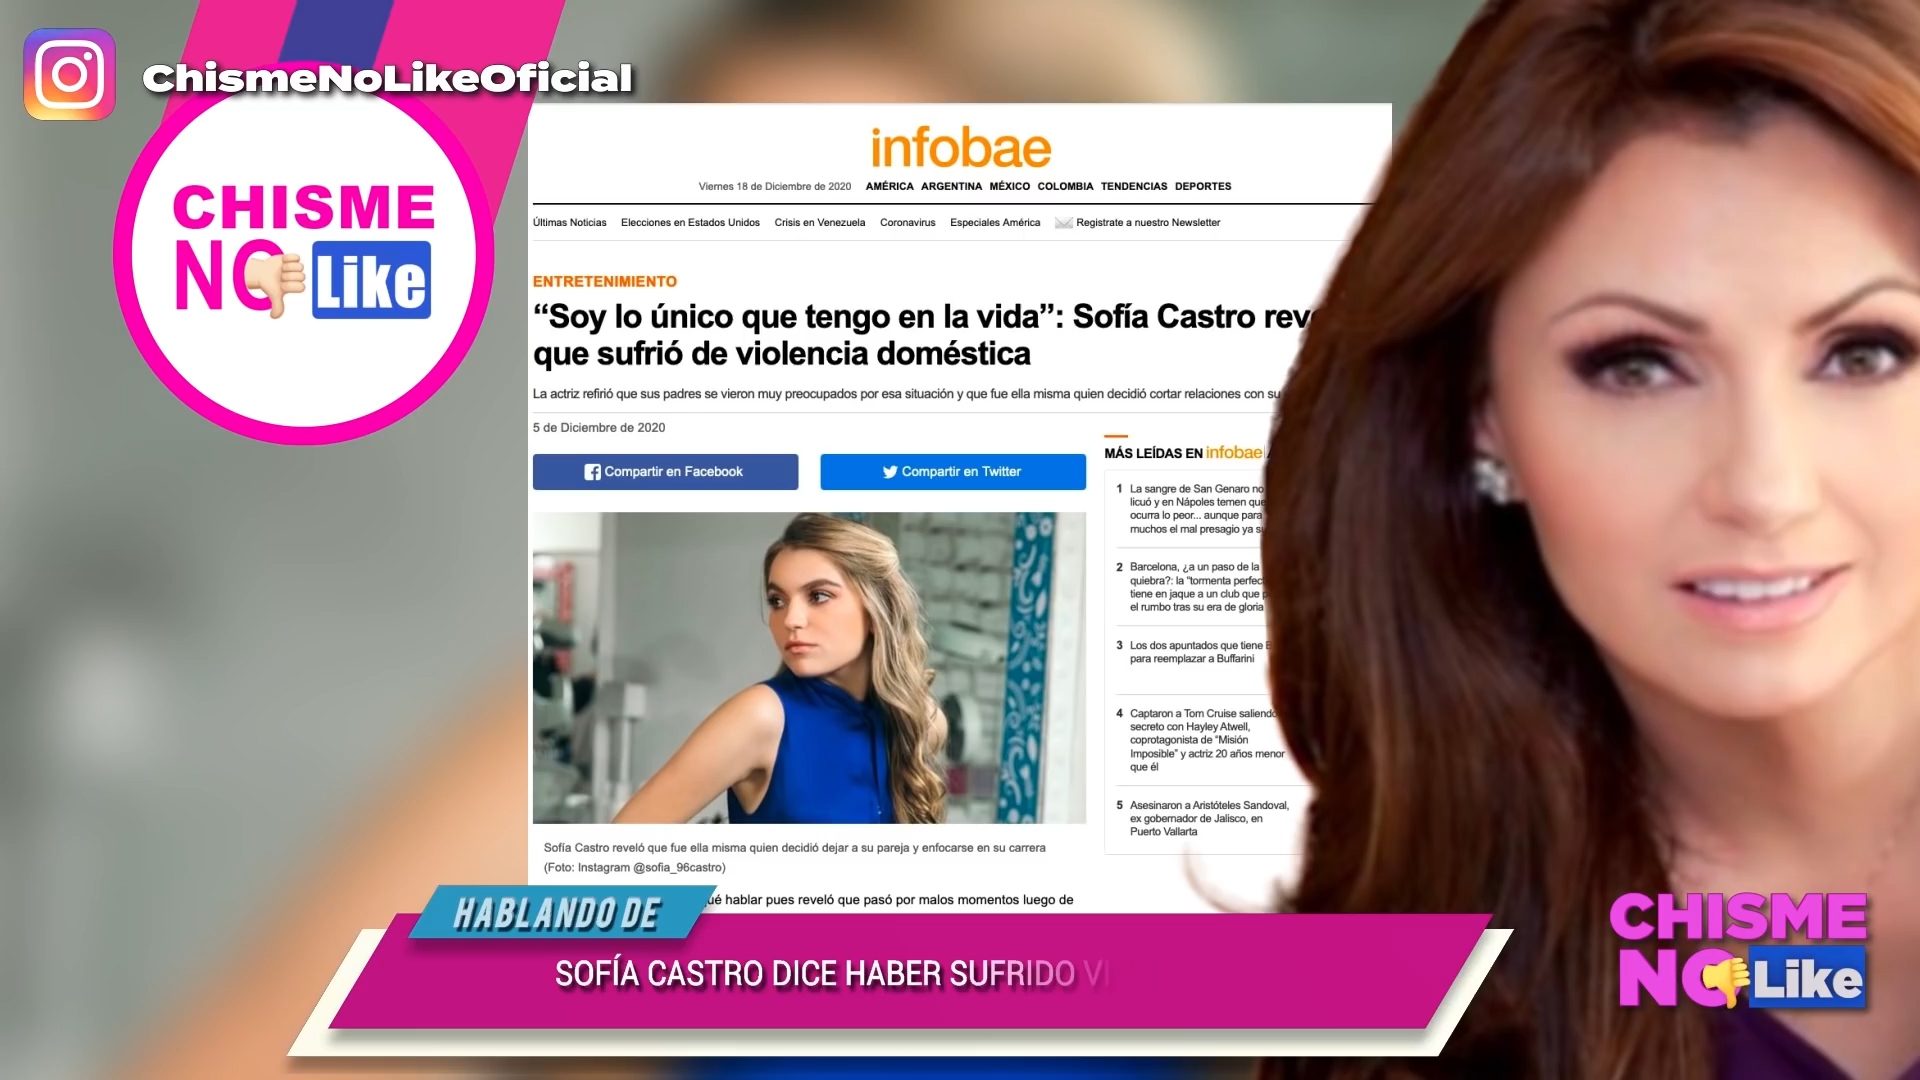 ChismeNoLikeOficial
CHISME
NO Like
infobae
Viernes 18 de Diciembre de 2020 AMÉRICA ARGENTINA MÉXICO COLOMBIA TENDENCIAS DEPORTES
Últimas Noticias Elecciones en Estados Unidos Crisis en Venezuela Coronavirus Especiales América Registrate a nuestro Newsletter
ENTRETENIMIENTO
“Soy lo único que tengo en la vida”: Sofía Castro reve
que sufrió de violencia doméstica
La actriz refirió que sus padres se vieron muy preocupados por esa situación y que fue ella misma quien decidió cortar relaciones con su
5 de Diciembre de 2020
Compartir en Facebook
Compartir en Twitter
MÁS LEÍDAS EN infobae
1 La sangre de San Genaro no
licuó y en Nápoles temen que
ocurra lo peor... aunque para
muchos el mal presagio ya su
2 Barcelona, ¿a un paso de la
quiebra?: la “tormenta perfec
tiene en jaque a un club que p
el rumbo tras su era de gloria
3 Los dos apuntados que tiene B
para reemplazar a Buffarini
4 Captaron a Tom Cruise saliendo
secreto con Hayley Atwell,
coprotagonista de “Misión
Imposible” y actriz 20 años menor
que él
5 Asesinaron a Aristóteles Sandoval,
ex gobernador de Jalisco, en
Puerto Vallarta
Sofía Castro reveló que fue ella misma quien decidió dejar a su pareja y enfocarse en su carrera
(Foto: Instagram @sofia_96castro)
ué hablar pues reveló que pasó por malos momentos luego de
HABLANDO DE
SOFÍA CASTRO DICE HABER SUFRIDO VI
CHISME
NO Like